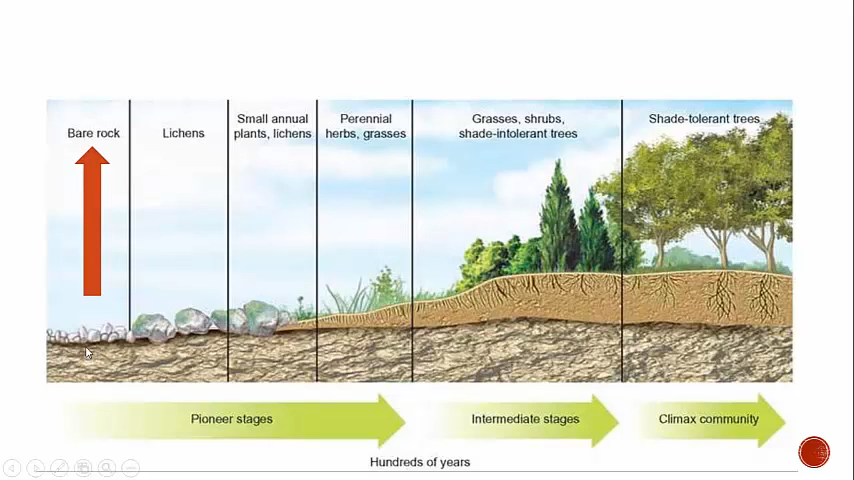 Bare rock
Lichens
Small annual
plants, lichens
Perennial
herbs, grasses
Grasses, shrubs,
shade-intolerant trees
Shade-tolerant trees
Pioneer stages
Intermediate stages
Climax community
Hundreds of years